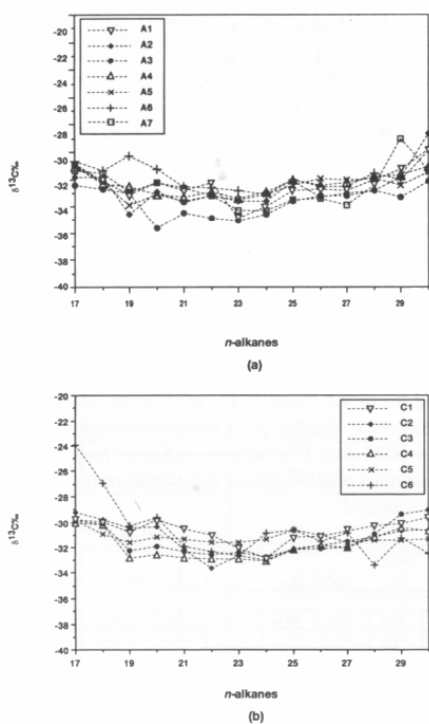 -20
-22
-24
-26
-28
-30
-32
-34
-36
-38
-40
A1
A2
A3
A4
A5
A6
A7
δ¹³C‰
17 19 21 23 25 27 29
n-alkanes
(a)
-20
-22
-24
-26
-28
-30
-32
-34
-36
-38
-40
C1
C2
C3
C4
C5
C6
δ¹³C‰
17 19 21 23 25 27 29
n-alkanes
(b)